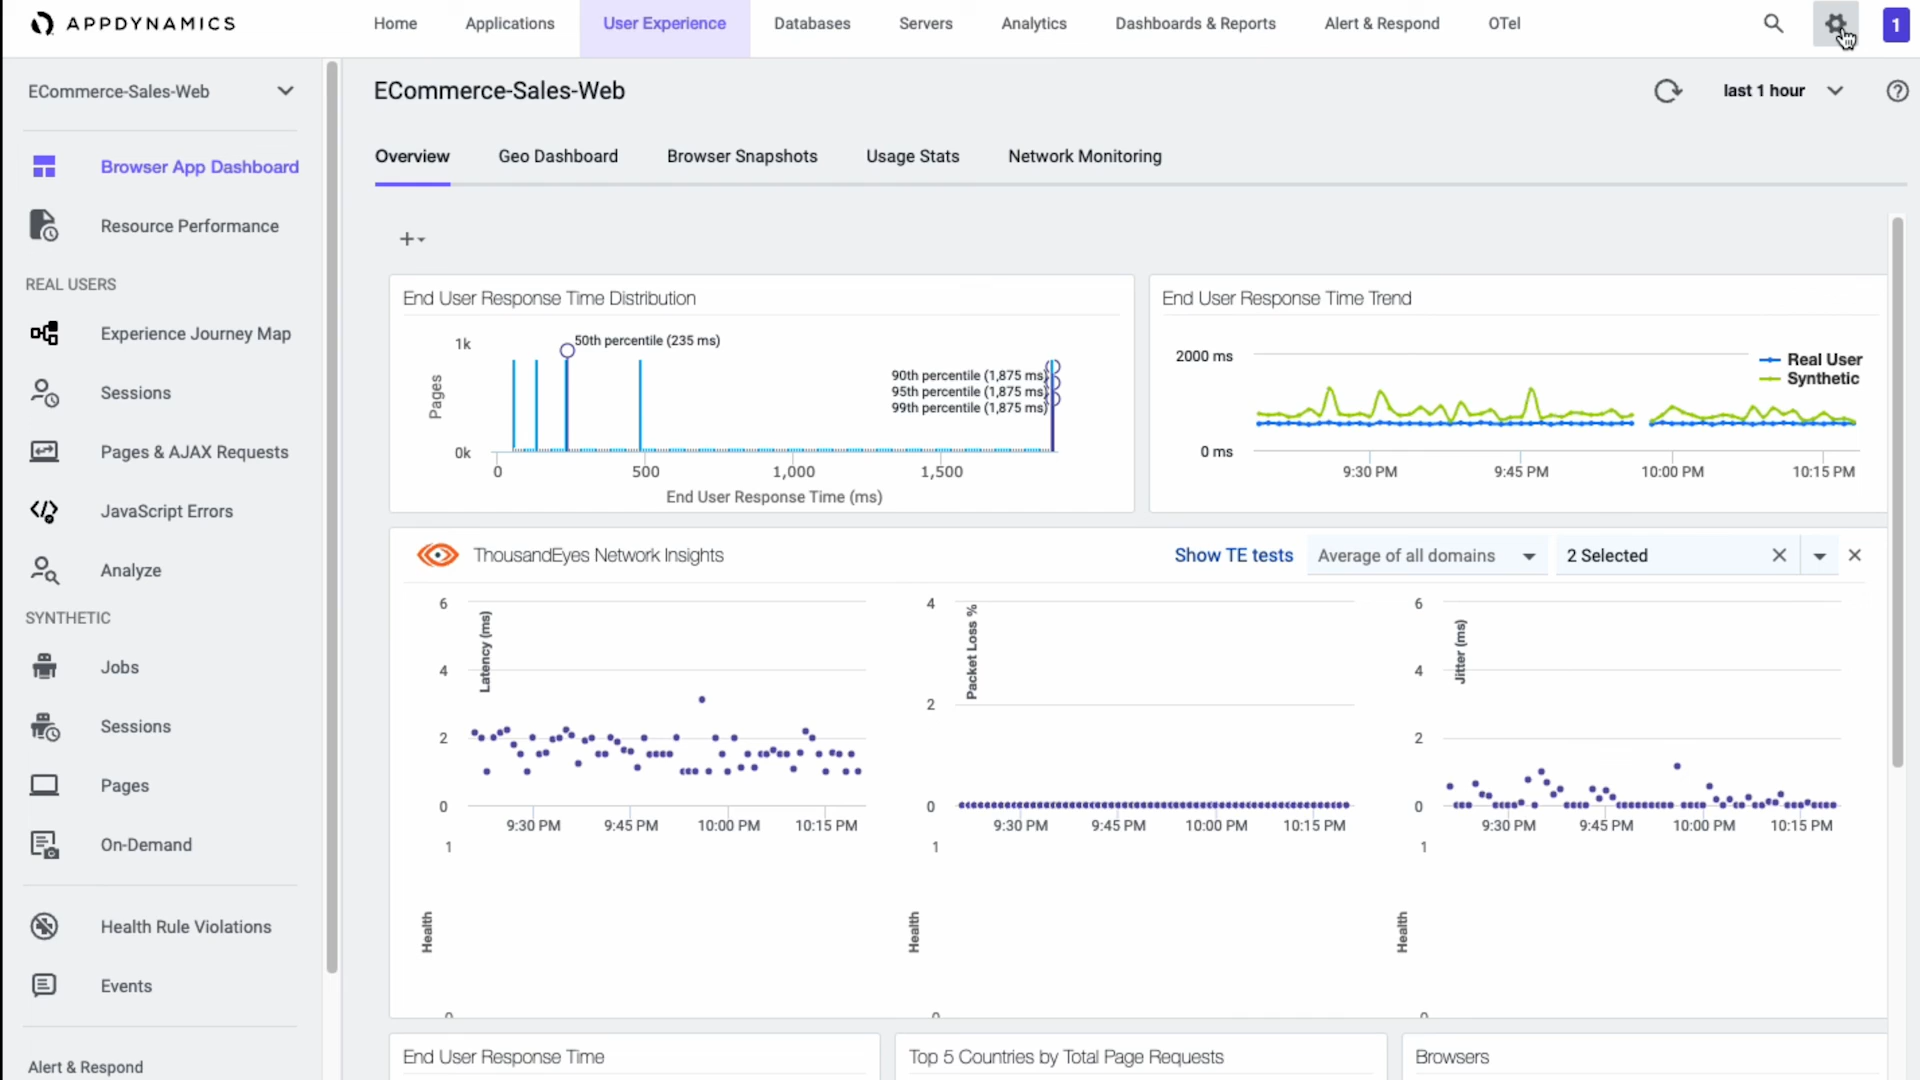 APPDYNAMICS
Home Applications User Experience Databases Servers Analytics Dashboards & Reports Alert & Respond OTel 1
ECommerce-Sales-Web
Browser App Dashboard
Resource Performance
REAL USERS
Experience Journey Map
Sessions
Pages & AJAX Requests
JavaScript Errors
Analyze
SYNTHETIC
Jobs
Sessions
Pages
On-Demand
Health Rule Violations
Events
Alert & Respond
ECommerce-Sales-Web
last 1 hour
Overview Geo Dashboard Browser Snapshots Usage Stats Network Monitoring
End User Response Time Distribution
1k
Pages
0k
50th percentile (235 ms)
90th percentile (1,875 ms)
95th percentile (1,875 ms)
99th percentile (1,875 ms)
0 500 1,000 1,500
End User Response Time (ms)
End User Response Time Trend
2000 ms
Real User
Synthetic
0 ms
9:30 PM 9:45 PM 10:00 PM 10:15 PM
ThousandEyes Network Insights
Show TE tests Average of all domains 2 Selected
6
Latency (ms)
4
2
0
9:30 PM 9:45 PM 10:00 PM 10:15 PM
1
Health
0
4
Packet Loss %
2
0
9:30 PM 9:45 PM 10:00 PM 10:15 PM
1
Health
0
6
Jitter (ms)
4
2
0
9:30 PM 9:45 PM 10:00 PM 10:15 PM
1
Health
0
End User Response Time
Top 5 Countries by Total Page Requests
Browsers